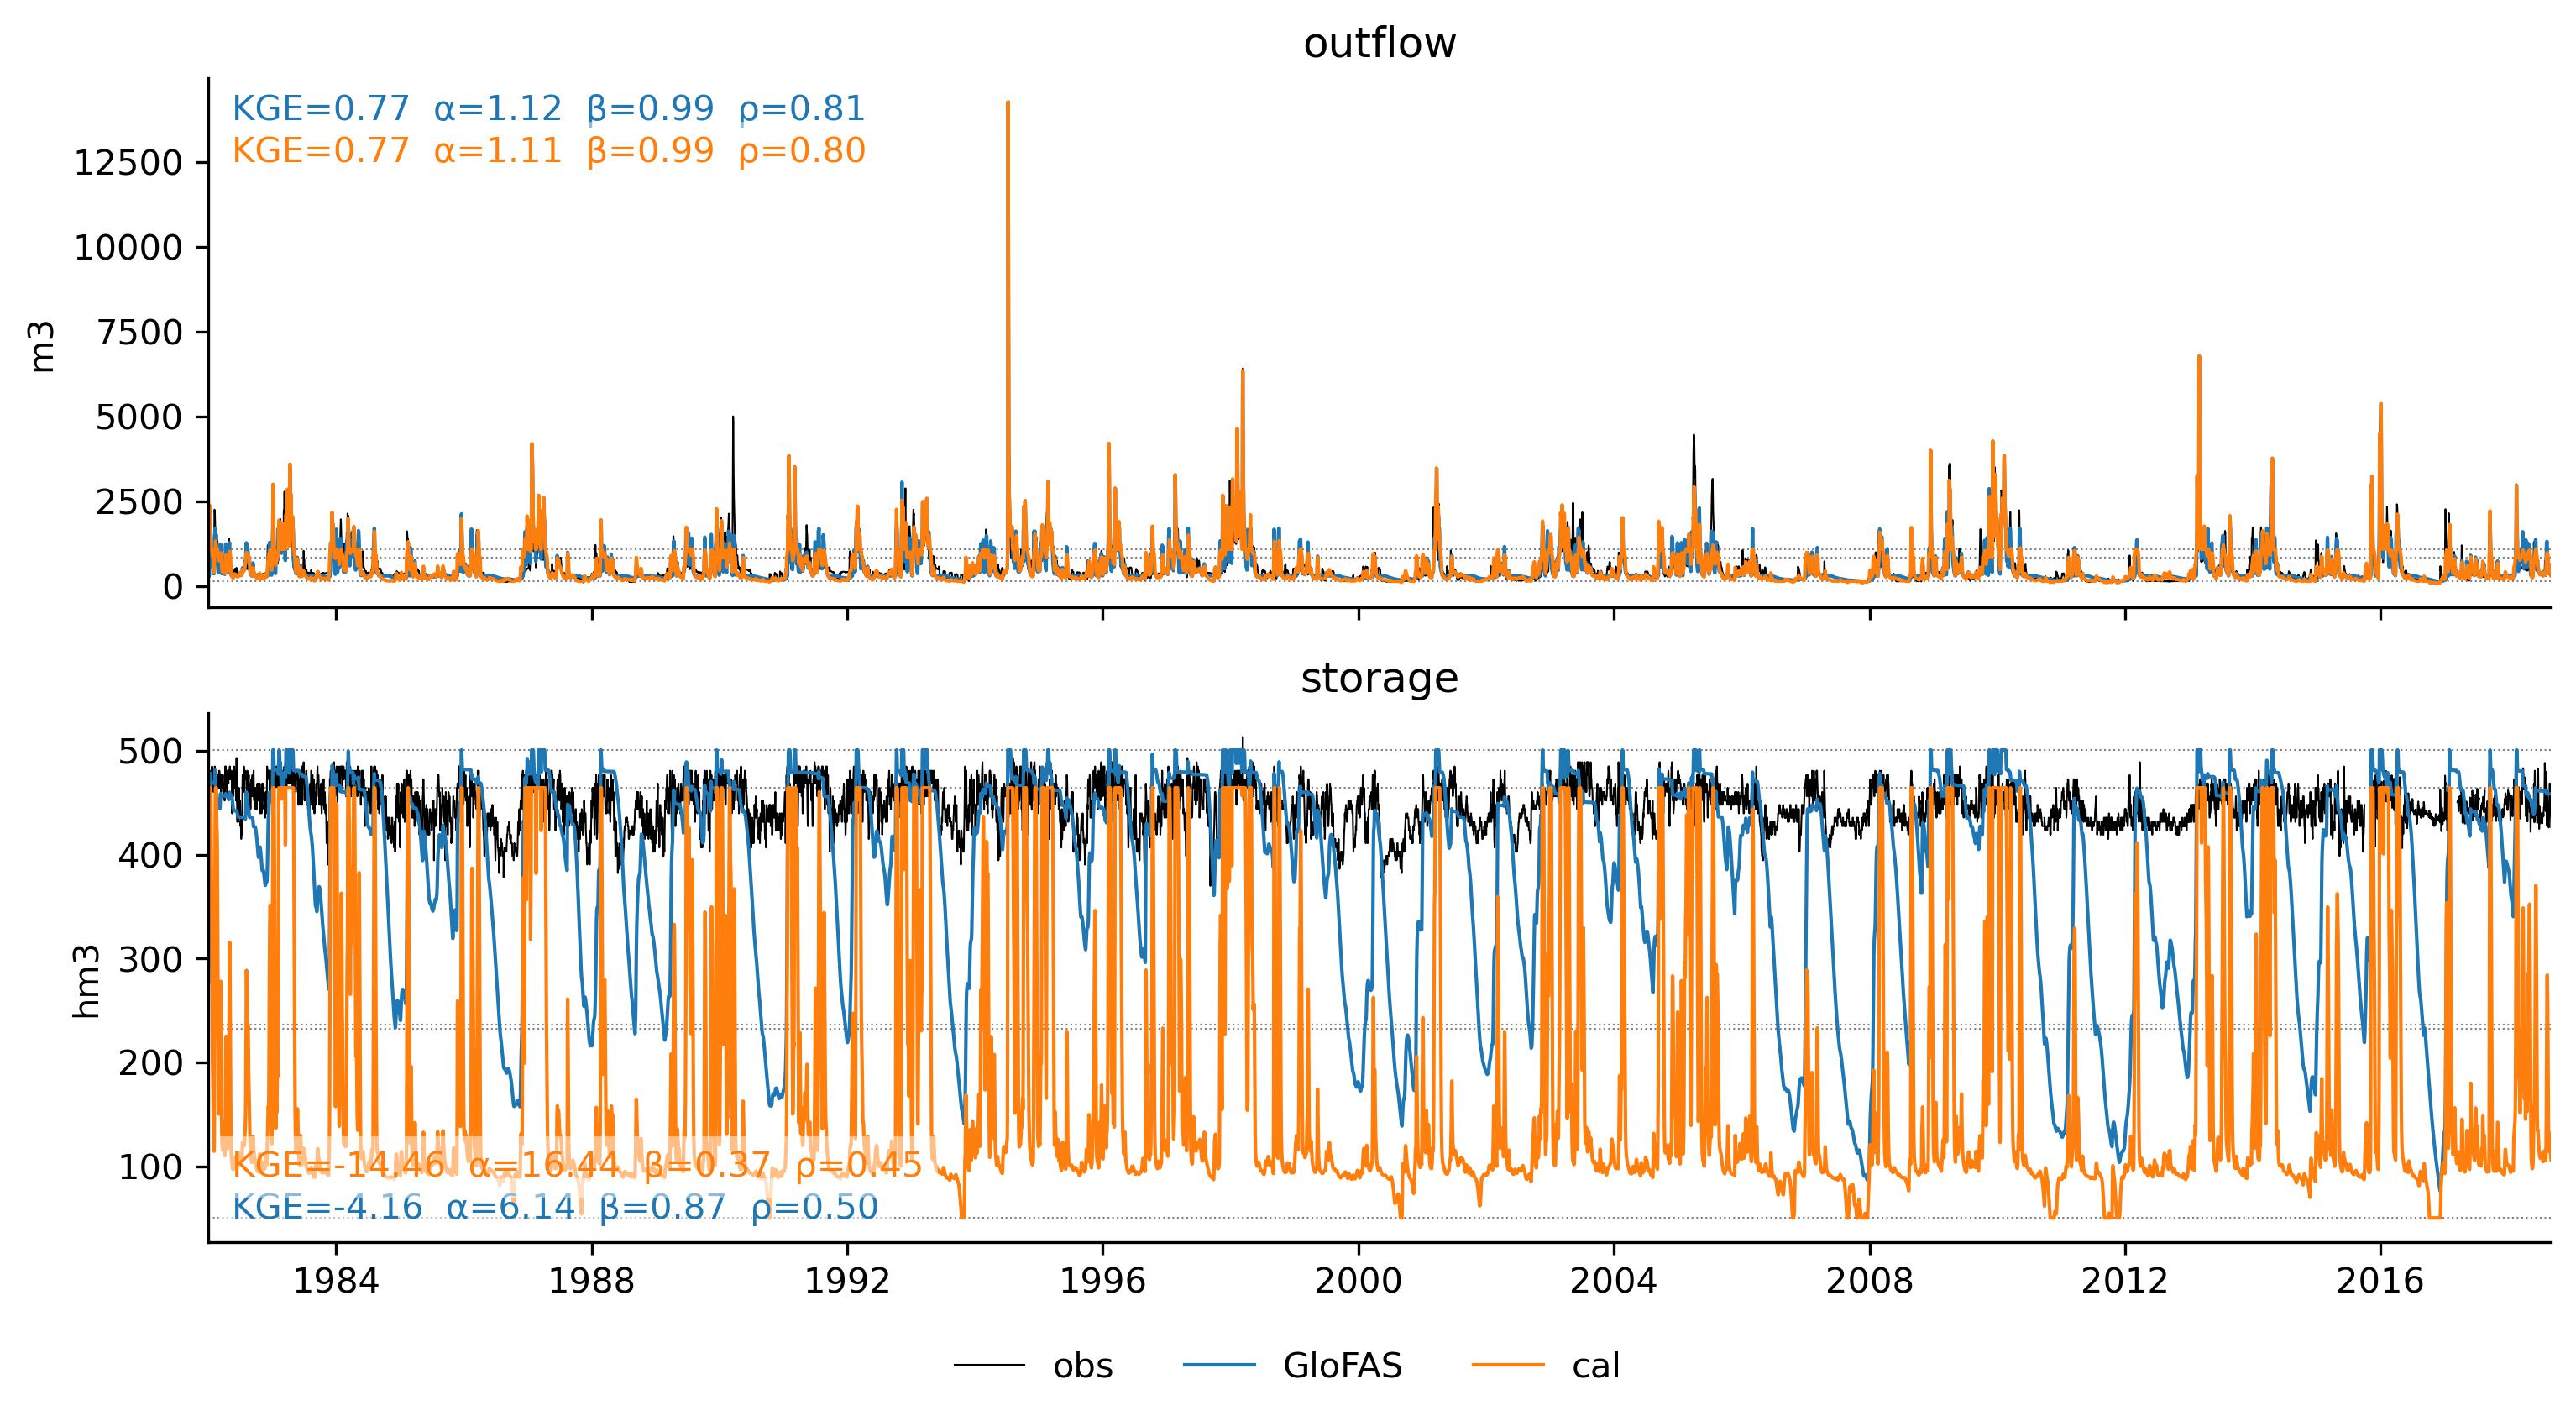 outflow
KGE=0.77 α=1.12 β=0.99 ρ=0.81
KGE=0.77 α=1.11 β=0.99 ρ=0.80
12500
10000
7500
5000
2500
0
m3
storage
500
400
300
200
100
hm3
KGE=-14.46 α=16.44 β=0.37 ρ=0.45
KGE=-4.16 α=6.14 β=0.87 ρ=0.50
1984 1988 1992 1996 2000 2004 2008 2012 2016
obs GloFAS cal